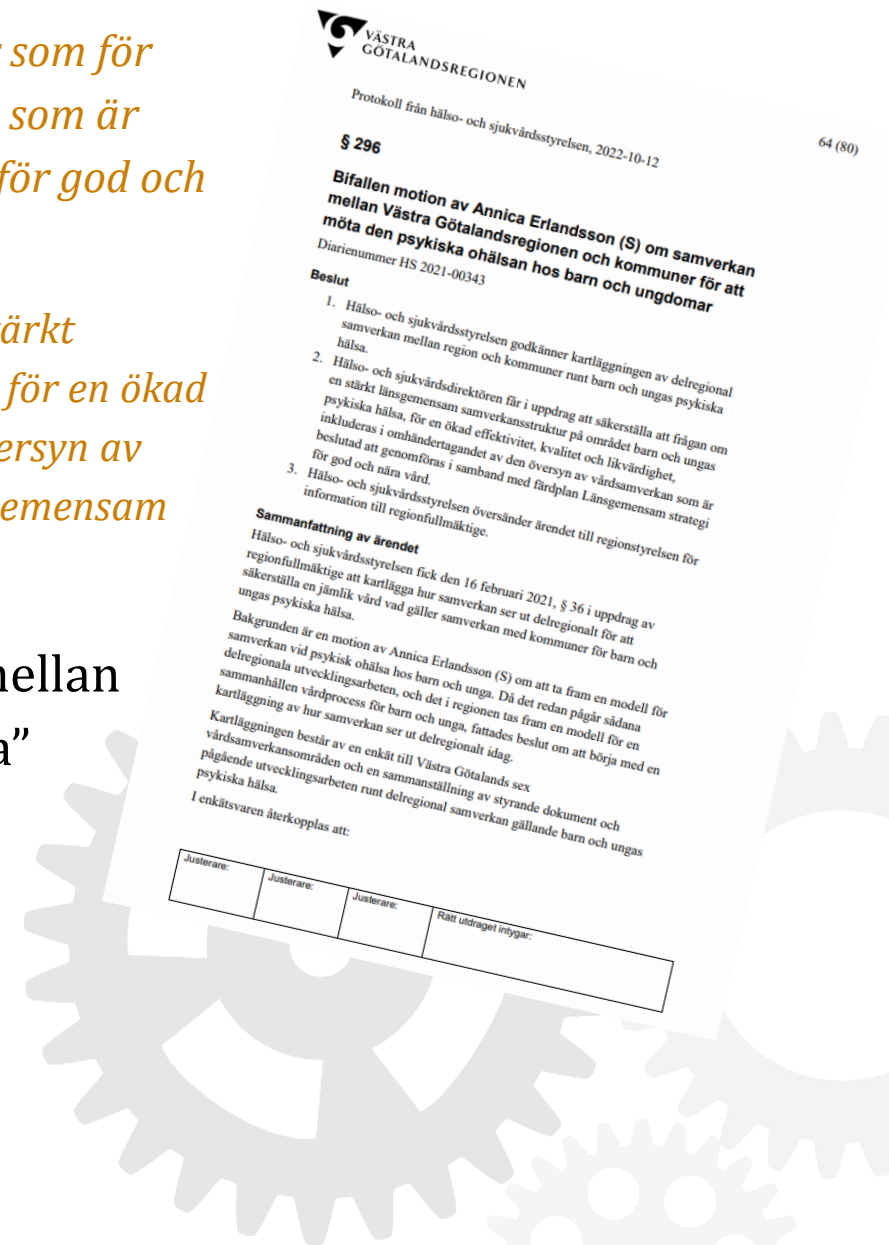 som för
som är
för god och
ärkt
för en ökad
ersyn av
emensam
mellan
a”
VÄSTRA
GÖTALANDSREGIONEN
Protokoll från hälso- och sjukvårdsstyrelsen, 2022-10-12
64 (80)
§ 296
Bifallen motion av Annica Erlandsson (S) om samverkan
mellan Västra Götalandsregionen och kommuner för att
möta den psykiska ohälsan hos barn och ungdomar
Diarienummer HS 2021-00343
Beslut
1. Hälso- och sjukvårdsstyrelsen godkänner kartläggningen av delregional
samverkan mellan region och kommuner runt barn och ungas psykiska
hälsa.
2. Hälso- och sjukvårdsdirektören får i uppdrag att säkerställa att frågan om
en stärkt länsgemensam samverkansstruktur på området barn och ungas
psykiska hälsa, för en ökad effektivitet, kvalitet och likvärdighet,
inkluderas i omhändertagandet av den översyn av vårdsamverkan som är
beslutad att genomföras i samband med färdplan Länsgemensam strategi
för god och nära vård.
3. Hälso- och sjukvårdsstyrelsen översänder ärendet till regionstyrelsen för
information till regionfullmäktige.
Sammanfattning av ärendet
Hälso- och sjukvårdsstyrelsen fick den 16 februari 2021, § 36 i uppdrag av
regionfullmäktige att kartlägga hur samverkan ser ut delregionalt för att
säkerställa en jämlik vård vad gäller samverkan med kommuner för barn och
ungas psykiska hälsa.
Bakgrunden är en motion av Annica Erlandsson (S) om att ta fram en modell för
samverkan vid psykisk ohälsa hos barn och unga. Då det redan pågår sådana
delregionala utvecklingsarbeten, och det i regionen tas fram en modell för en
sammanhållen vårdprocess för barn och unga, fattades beslut om att börja med en
kartläggning av hur samverkan ser ut delregionalt idag.
Kartläggningen består av en enkät till Västra Götalands sex
vårdsamverkansområden och en sammanställning av styrande dokument och
pågående utvecklingsarbeten runt delregional samverkan gällande barn och ungas
psykiska hälsa.
I enkätsvaren återkopplas att:
Justerare:
Justerare:
Justerare:
Rätt utdraget intygar: